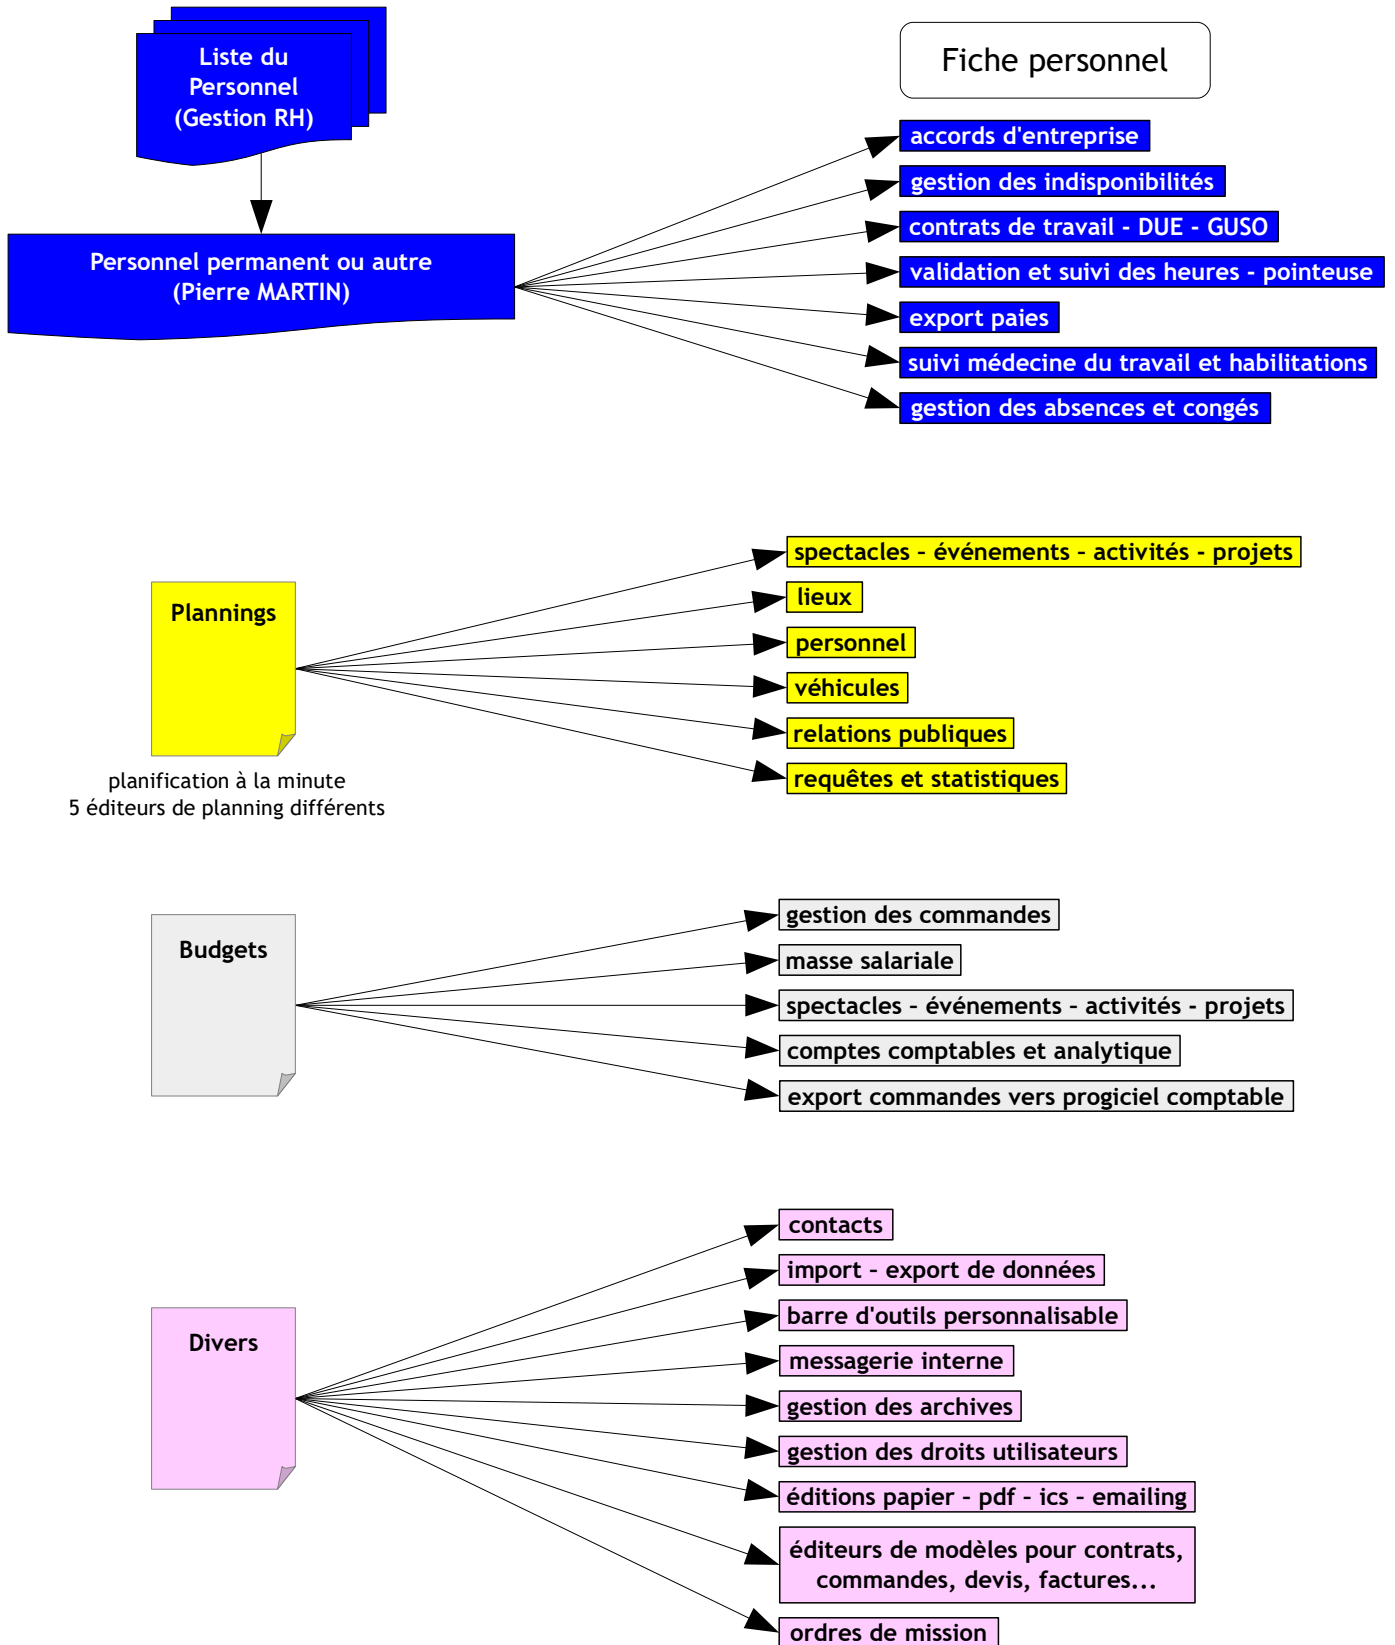 Liste du
Personnel
(Gestion RH)
Fiche personnel
Personnel permanent ou autre
(Pierre MARTIN)
accords d'entreprise
gestion des indisponibilités
contrats de travail - DUE - GUSO
validation et suivi des heures - pointeuse
export paies
suivi médecine du travail et habilitations
gestion des absences et congés
Plannings
planification à la minute
5 éditeurs de planning différents
spectacles – événements – activités - projets
lieux
personnel
véhicules
relations publiques
requêtes et statistiques
Budgets
gestion des commandes
masse salariale
spectacles – événements – activités - projets
comptes comptables et analytique
export commandes vers progiciel comptable
Divers
contacts
import – export de données
barre d'outils personnalisable
messagerie interne
gestion des archives
gestion des droits utilisateurs
éditions papier – pdf – ics – emailing
éditeurs de modèles pour contrats,
commandes, devis, factures...
ordres de mission